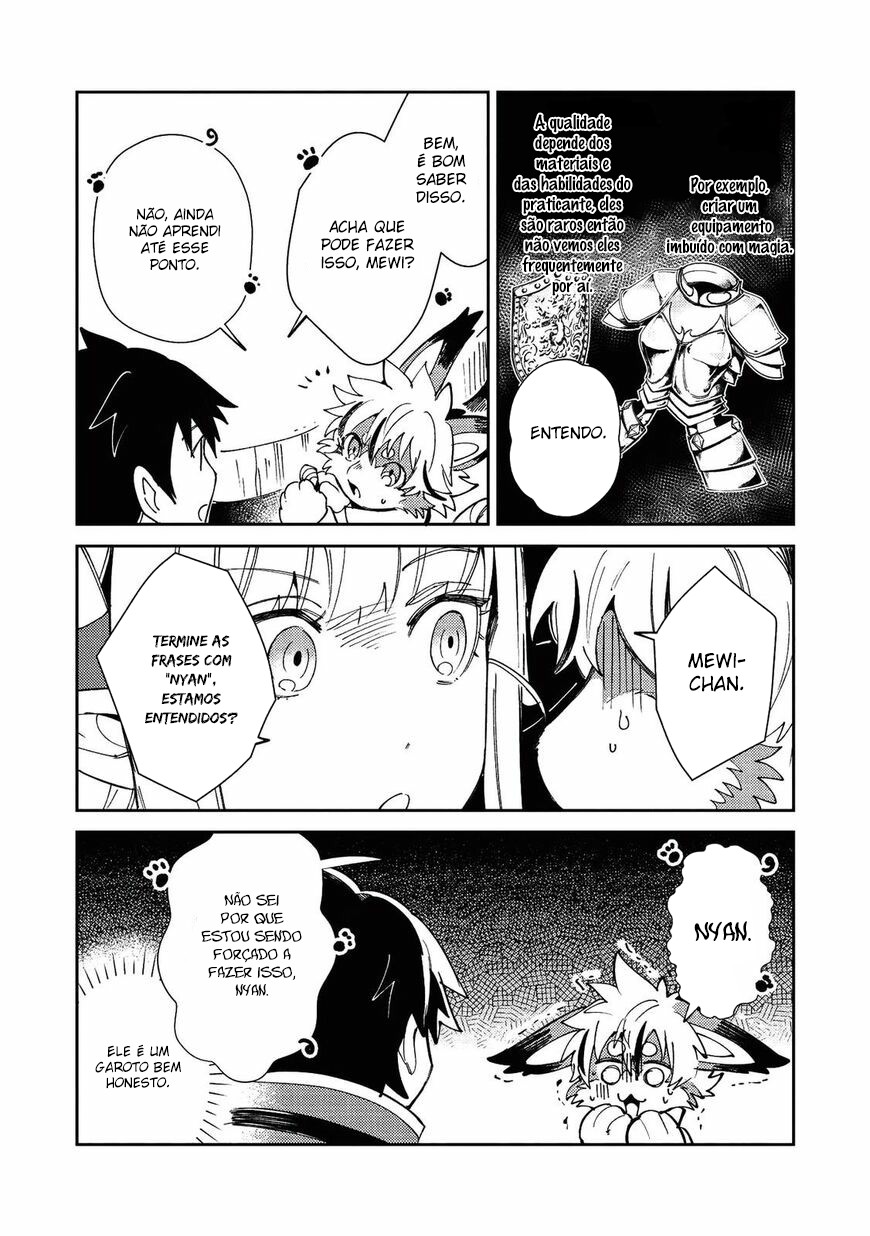 Por exemplo,
criar um
equipamento
imbuído com magia.
A qualidade
depende dos
materiais e
das habilidades do
praticante, eles
são raros então
não vemos eles
frequentemente
por aí.
ENTENDO.
BEM,
É BOM
SABER
DISSO.
ACHA QUE
PODE FAZER
ISSO, MEWI?
NÃO, AINDA
NÃO APRENDI
ATÉ ESSE
PONTO.
MEWI-
CHAN.
TERMINE AS
FRASES COM
"NYAN",
ESTAMOS
ENTENDIDOS?
NYAN.
NÃO SEI
POR QUE
ESTOU SENDO
FORÇADO A
FAZER ISSO,
NYAN.
ELE É UM
GAROTO BEM
HONESTO.